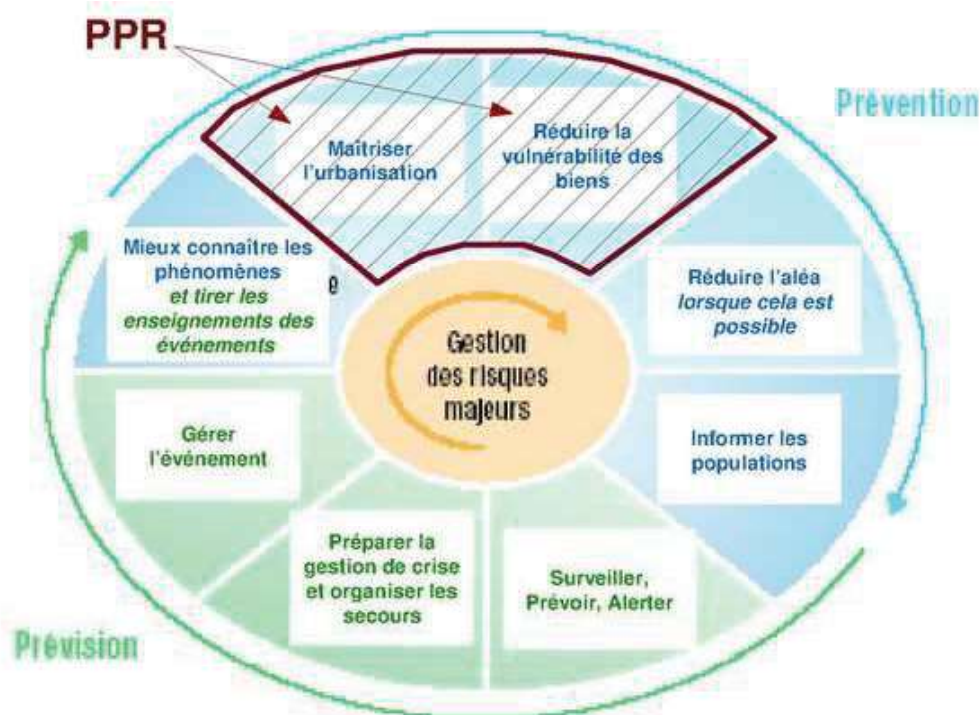 PPR
Prévention
Maîtriser
l'urbanisation
Réduire la
vulnérabilité des
biens
Mieux connaître les
phénomènes
et tirer les
enseignements des
événements
e
Réduire l'aléa
lorsque cela est
possible
Gestion
des risques
majeurs
Gérer
l'événement
Informer les
populations
Préparer la
gestion de crise
et organiser les
secours
Surveiller,
Prévoir, Alerter
Prévision